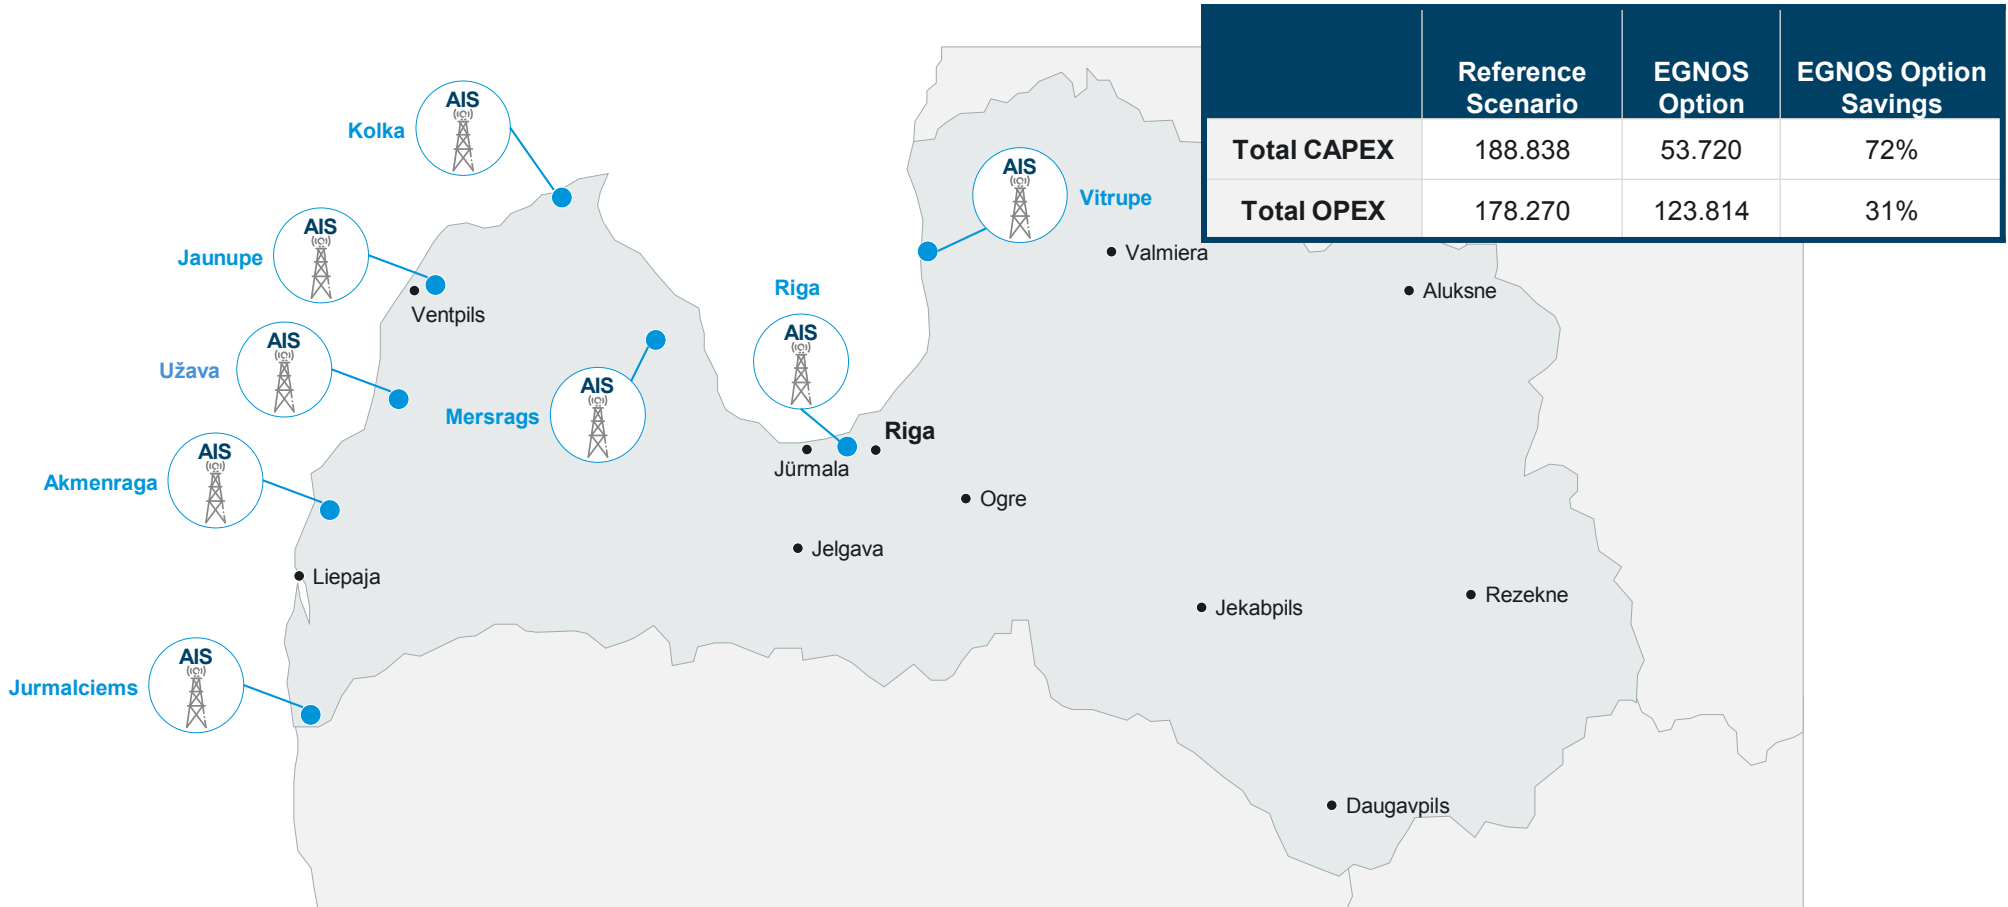 Reference Scenario
EGNOS Option
EGNOS Option Savings
Total CAPEX 188.838 53.720 72%
Total OPEX 178.270 123.814 31%
AIS
Kolka
AIS
Vitrupe
AIS
Jaunupe
Valmiera
Riga
Aluksne
Ventpils
AIS
AIS
Užava
AIS
Mersrags
Riga
AIS
Jürmala
Akmenraga
Ogre
Jelgava
Liepaja
Rezekne
Jekabpils
AIS
Jurmalciems
Daugavpils